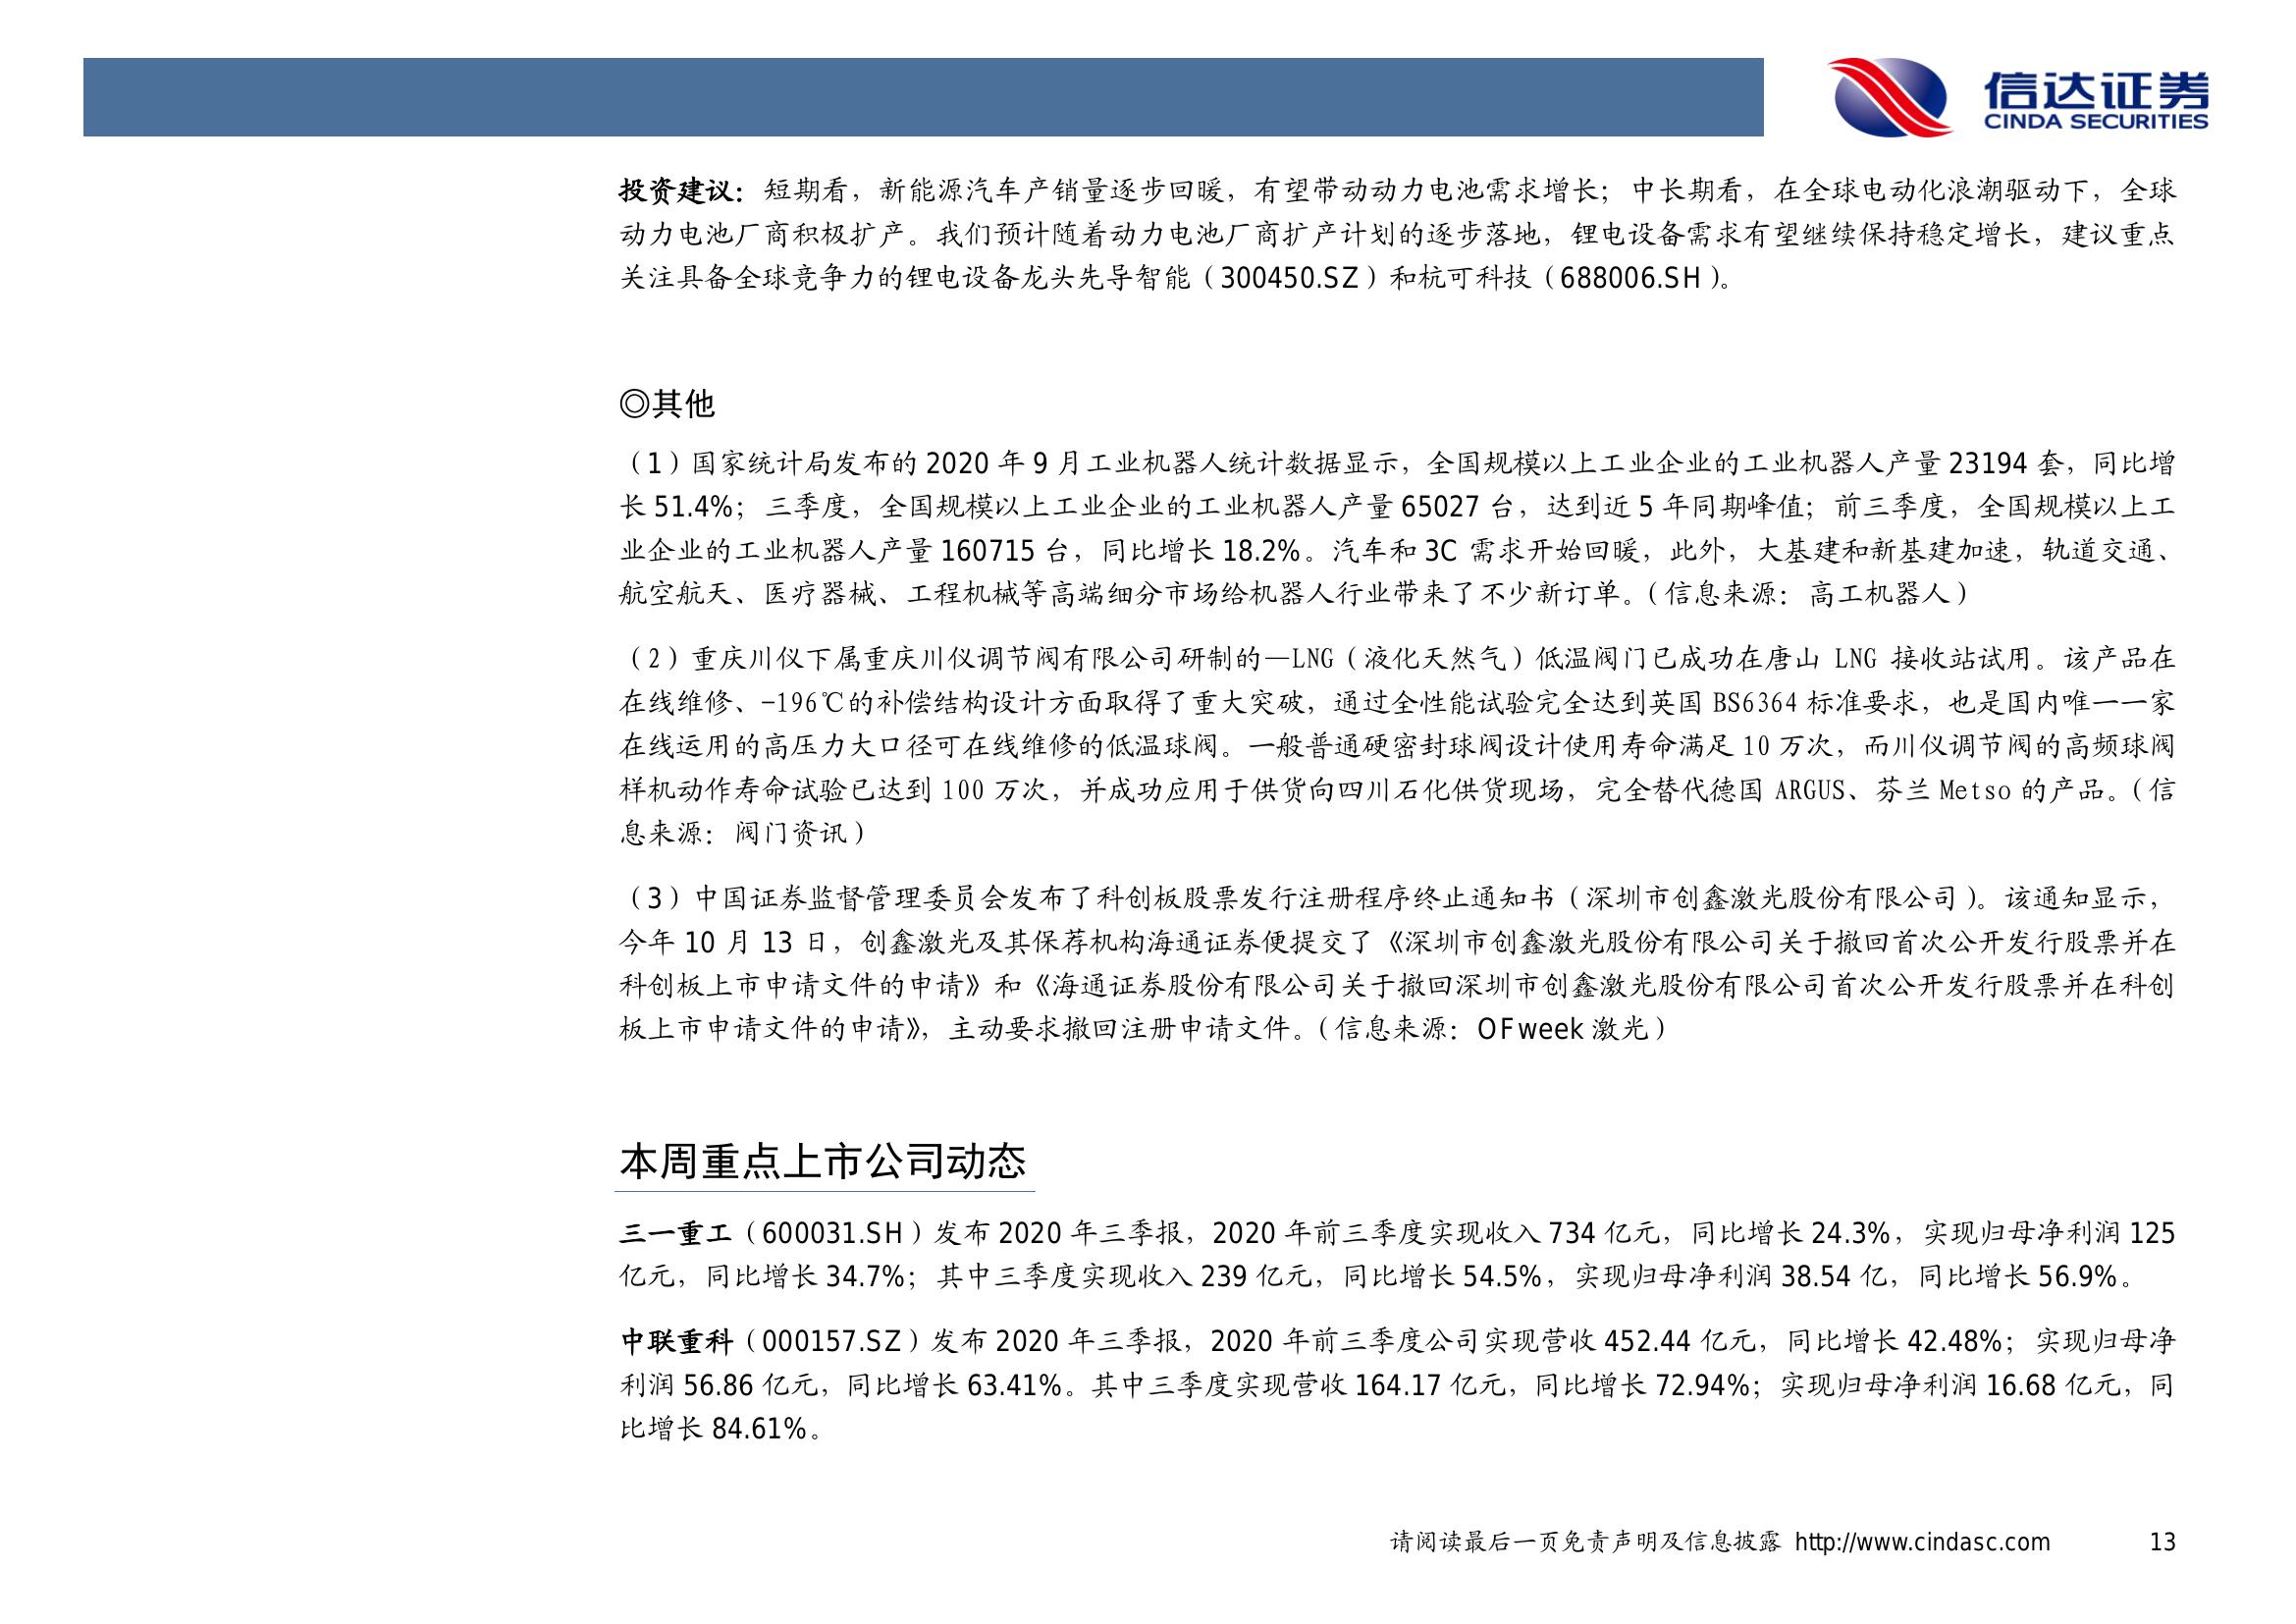 信达证券
CINDA SECURITIES
投资建议：短期看，新能源汽车产销量逐步回暖，有望带动动力电池需求增长；中长期看，在全球电动化浪潮驱动下，全球
动力电池厂商积极扩产。我们预计随着动力电池厂商扩产计划的逐步落地，锂电设备需求有望继续保持稳定增长，建议重点
关注具备全球竞争力的锂电设备龙头先导智能（300450.SZ）和杭可科技（688006.SH）。
◎其他
（1）国家统计局发布的 2020 年 9 月工业机器人统计数据显示，全国规模以上工业企业的工业机器人产量 23194 套，同比增
长 51.4%；三季度，全国规模以上工业企业的工业机器人产量 65027 台，达到近 5 年同期峰值；前三季度，全国规模以上工
业企业的工业机器人产量 160715 台，同比增长 18.2%。汽车和 3C 需求开始回暖，此外，大基建和新基建加速，轨道交通、
航空航天、医疗器械、工程机械等高端细分市场给机器人行业带来了不少新订单。（信息来源：高工机器人）
（2）重庆川仪下属重庆川仪调节阀有限公司研制的—LNG（液化天然气）低温阀门已成功在唐山 LNG 接收站试用。该产品在
在线维修、-196℃的补偿结构设计方面取得了重大突破，通过全性能试验完全达到英国 BS6364 标准要求，也是国内唯一一家
在线运用的高压力大口径可在线维修的低温球阀。一般普通硬密封球阀设计使用寿命满足 10 万次，而川仪调节阀的高频球阀
样机动作寿命试验已达到 100 万次，并成功应用于供货向四川石化供货现场，完全替代德国 ARGUS、芬兰 Metso 的产品。（信
息来源：阀门资讯）
（3）中国证券监督管理委员会发布了科创板股票发行注册程序终止通知书（深圳市创鑫激光股份有限公司）。该通知显示，
今年 10 月 13 日，创鑫激光及其保荐机构海通证券便提交了《深圳市创鑫激光股份有限公司关于撤回首次公开发行股票并在
科创板上市申请文件的申请》和《海通证券股份有限公司关于撤回深圳市创鑫激光股份有限公司首次公开发行股票并在科创
板上市申请文件的申请》，主动要求撤回注册申请文件。（信息来源：OFweek 激光）
本周重点上市公司动态
三一重工（600031.SH）发布 2020 年三季报，2020 年前三季度实现收入 734 亿元，同比增长 24.3%，实现归母净利润 125
亿元，同比增长 34.7%；其中三季度实现收入 239 亿元，同比增长 54.5%，实现归母净利润 38.54 亿，同比增长 56.9%。
中联重科（000157.SZ）发布 2020 年三季报，2020 年前三季度公司实现营收 452.44 亿元，同比增长 42.48%；实现归母净
利润 56.86 亿元，同比增长 63.41%。其中三季度实现营收 164.17 亿元，同比增长 72.94%；实现归母净利润 16.68 亿元，同
比增长 84.61%。
请阅读最后一页免责声明及信息披露 http://www.cindasc.com 13